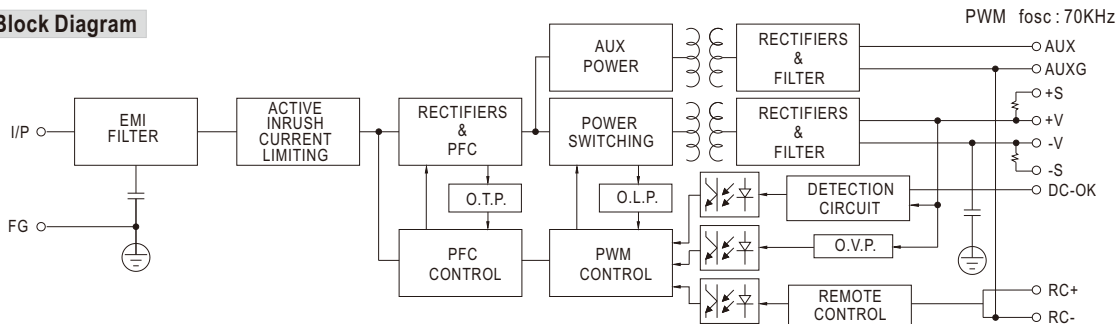 Block Diagram
PWM fosc : 70KHz
I/P
FG
EMI
FILTER
ACTIVE
INRUSH
CURRENT
LIMITING
RECTIFIERS
&
PFC
O.T.P.
PFC
CONTROL
AUX
POWER
POWER
SWITCHING
O.L.P.
PWM
CONTROL
RECTIFIERS
&
FILTER
RECTIFIERS
&
FILTER
DETECTION
CIRCUIT
O.V.P.
REMOTE
CONTROL
AUX
AUXG
+S
+V
-V
-S
DC-OK
RC+
RC-